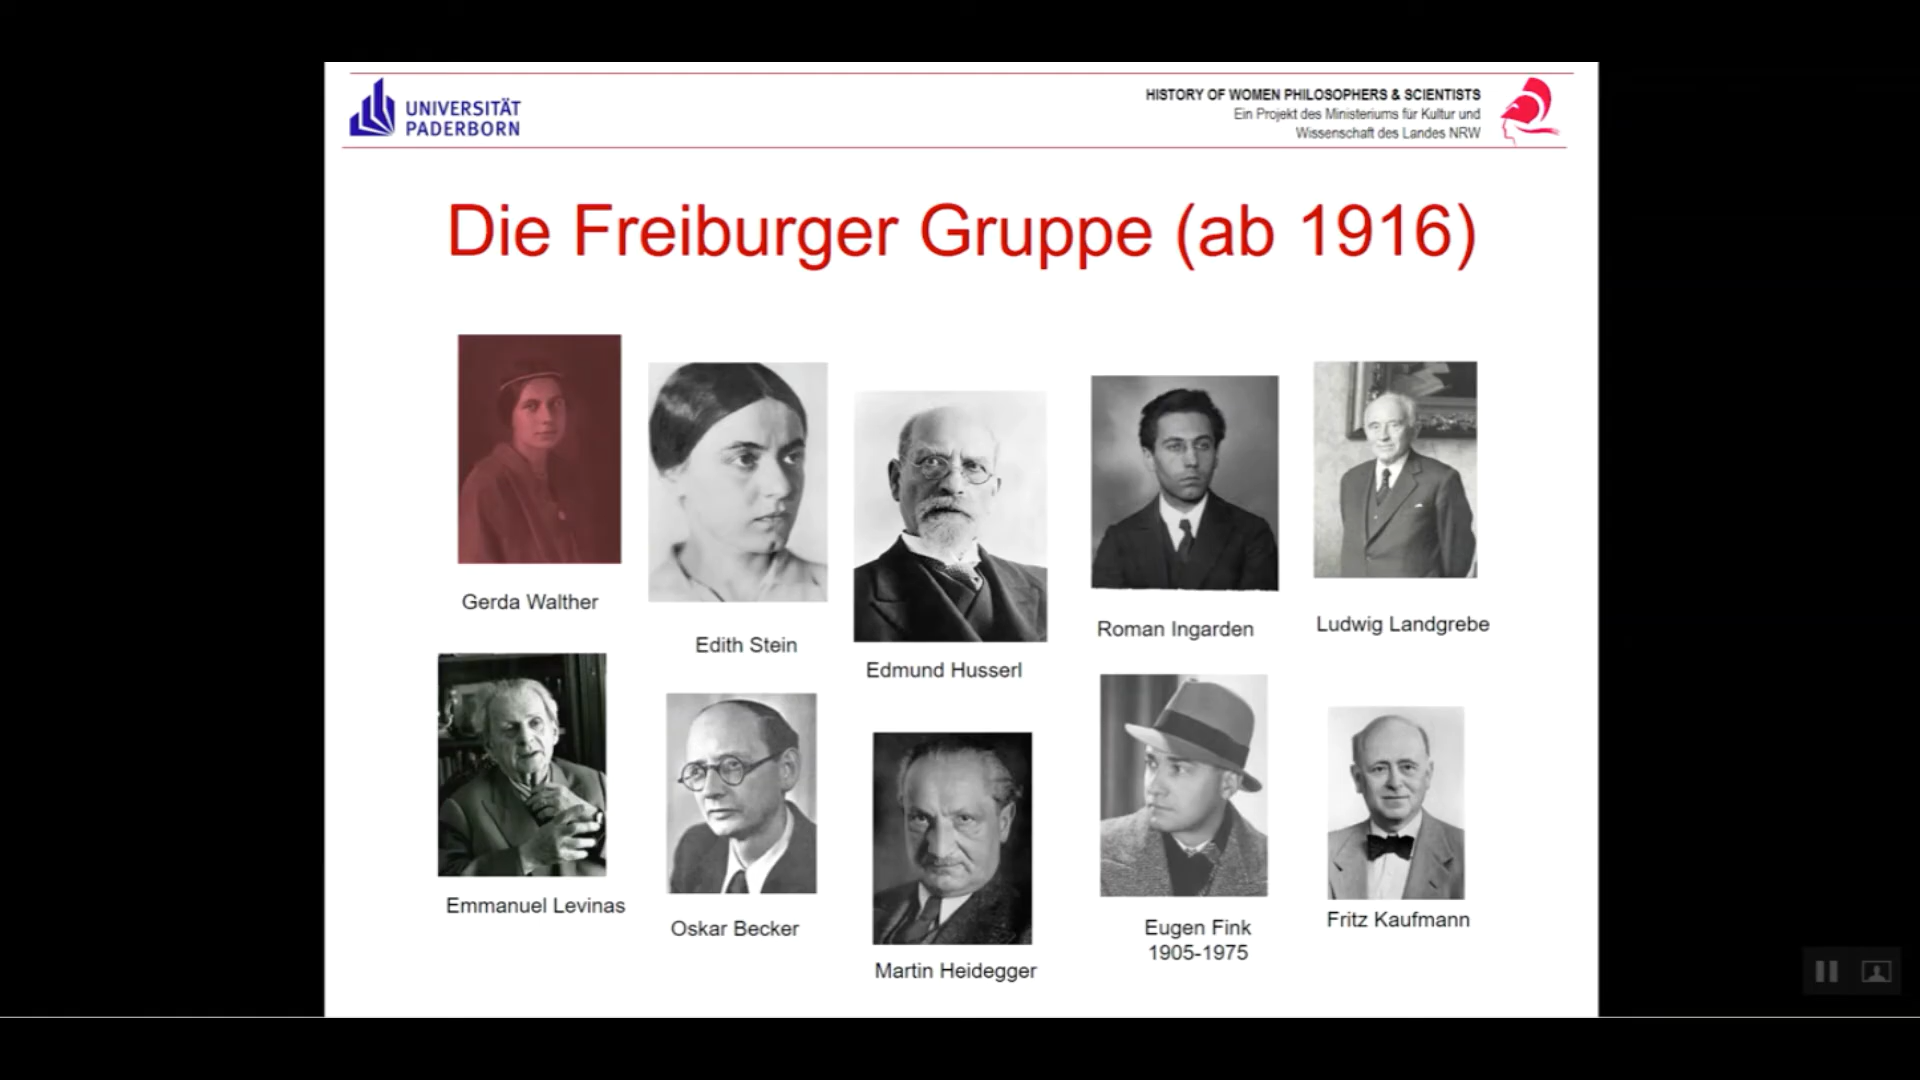 UNIVERSITÄT
PADERBORN
HISTORY OF WOMEN PHILOSOPHERS & SCIENTISTS
Ein Projekt des Ministeriums für Kultur und
Wissenschaft des Landes NRW
Die Freiburger Gruppe (ab 1916)
Gerda Walther
Edith Stein
Edmund Husserl
Roman Ingarden
Ludwig Landgrebe
Emmanuel Levinas
Oskar Becker
Martin Heidegger
Eugen Fink
1905-1975
Fritz Kaufmann